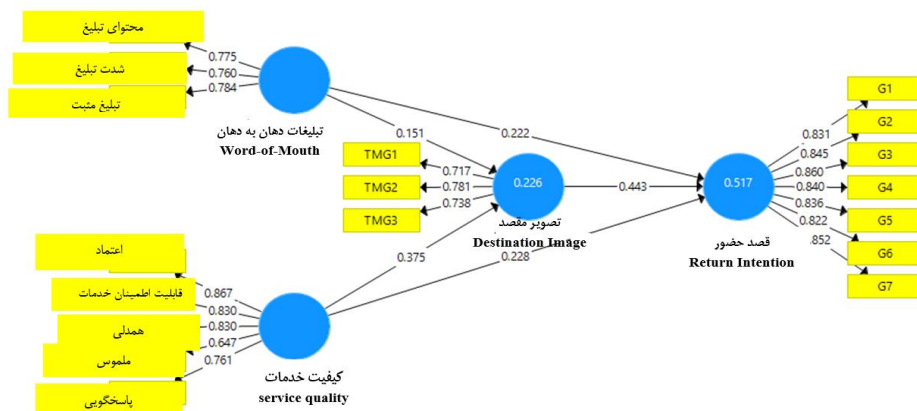 محتوای تبلیغ
0.775
شدت تبلیغ
0.760
0.784
تبلیغ مثبت
تبلیغات دهان به دهان
Word-of-Mouth
0.151
0.222
TMG1
0.717
TMG2
0.781
TMG3
0.738
0.226
تصویر مقصد
Destination Image
0.443
0.517
قصد حضور
Return Intention
G1
0.831
G2
0.845
G3
0.860
G4
0.840
G5
0.836
G6
0.822
G7
.852
0.375
0.228
اعتماد
0.867
قابلیت اطمینان خدمات
0.830
همدلی
0.830
ملموس
0.647
پاسخگویی
0.761
کیفیت خدمات
service quality